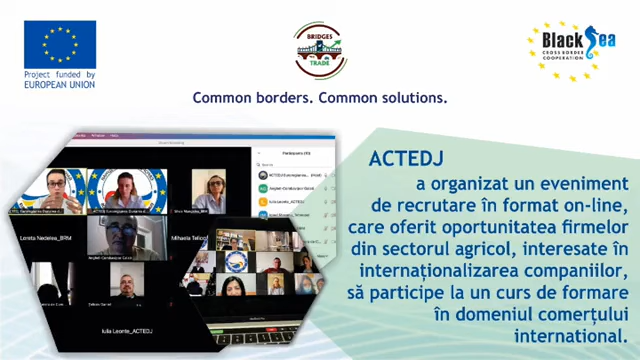 Project funded by
EUROPEAN UNION
BRIDGES
TRADE
Black Sea
CROSS BORDER
COOPERATION
Common borders. Common solutions.
ACTEDJ
a organizat un eveniment
de recrutare în format on-line,
care oferit oportunitatea firmelor
din sectorul agricol, interesate în
internaționalizarea companiilor,
să participe la un curs de formare
în domeniul comerțului
international.
Lenita Nedelea_BRM
Mihaela Telico
Iulia Leonte_ACTEDJ